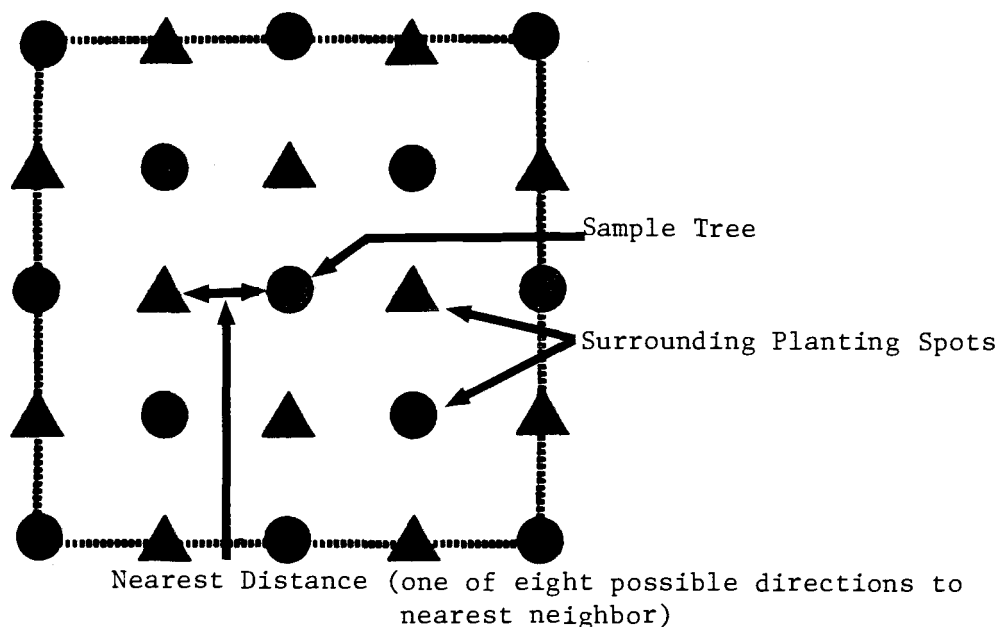 Sample Tree
Surrounding Planting Spots
Nearest Distance (one of eight possible directions to
nearest neighbor)